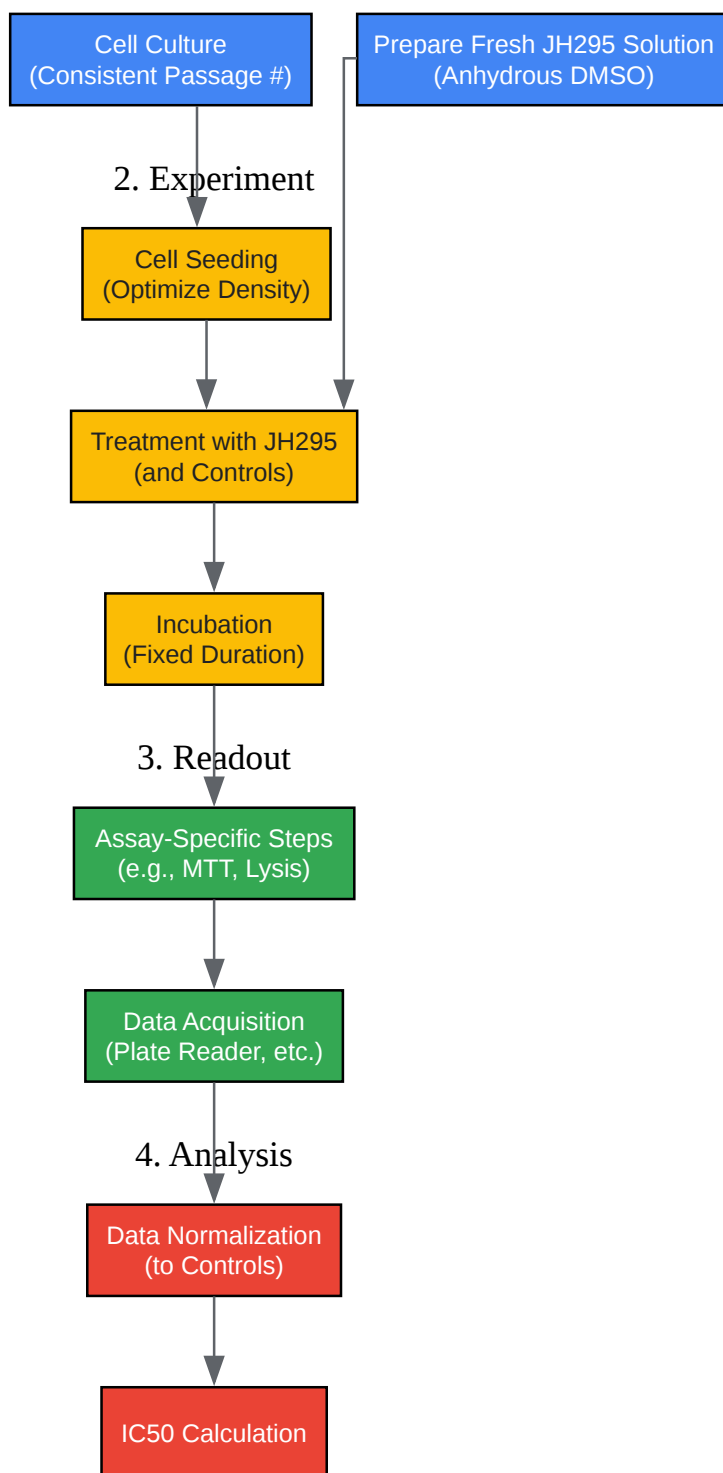 Cell Culture
(Consistent Passage #)
Prepare Fresh JH295 Solution
(Anhydrous DMSO)
2. Experiment
Cell Seeding
(Optimize Density)
Treatment with JH295
(and Controls)
Incubation
(Fixed Duration)
3. Readout
Assay-Specific Steps
(e.g., MTT, Lysis)
Data Acquisition
(Plate Reader, etc.)
4. Analysis
Data Normalization
(to Controls)
IC50 Calculation